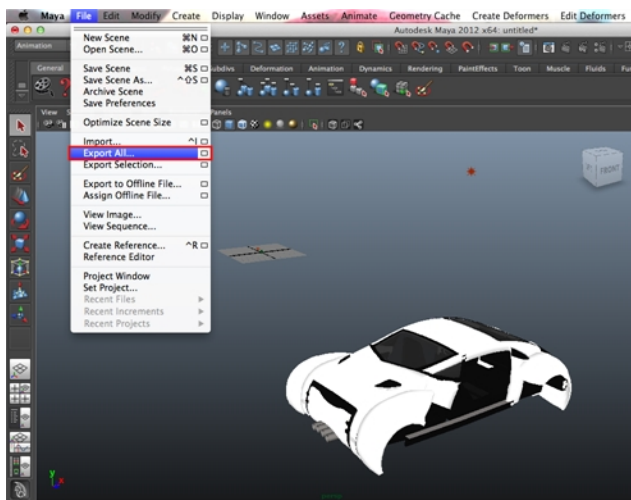 Maya File Edit Modify Create Display Window Assets Animate Geometry Cache Create Deformers Edit Deformers
Autodesk Maya 2012 x64: untitled*
Animation
General Subdivs Deformation Animation Dynamics Rendering PaintEffects Toon Muscle Fluids Fu
View Panels
New Scene ⌘N
Open Scene... ⌘O
Save Scene ⌘S
Save Scene As... ^⇧S
Archive Scene
Save Preferences
Optimize Scene Size
Import... ^I
Export All...
Export Selection...
Export to Offline File...
Assign Offline File...
View Image...
View Sequence...
Create Reference... ^R
Reference Editor
Project Window
Set Project...
Recent Files
Recent Increments
Recent Projects
FRONT
y
x